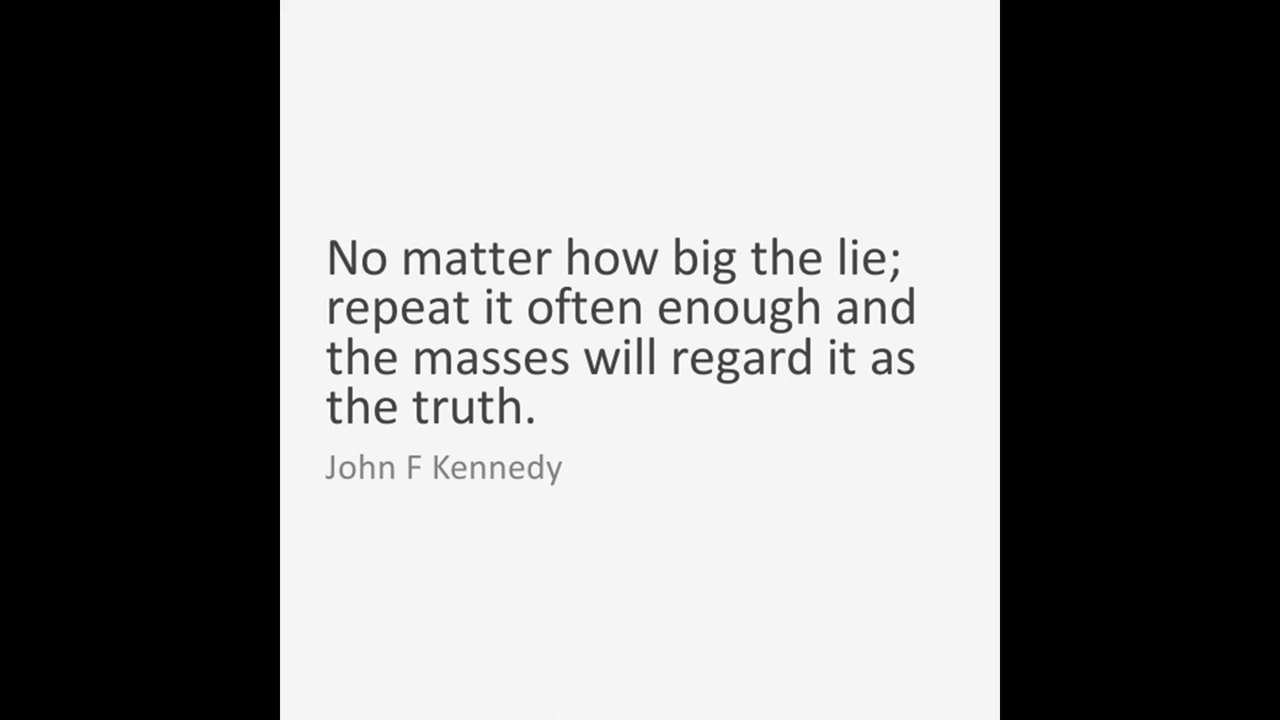 No matter how big the lie;
repeat it often enough and
the masses will regard it as
the truth.
John F Kennedy